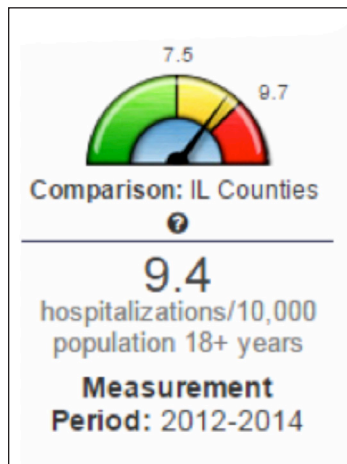 7.5
9.7
Comparison: IL Counties
?
9.4
hospitalizations/10,000
population 18+ years
Measurement
Period: 2012-2014